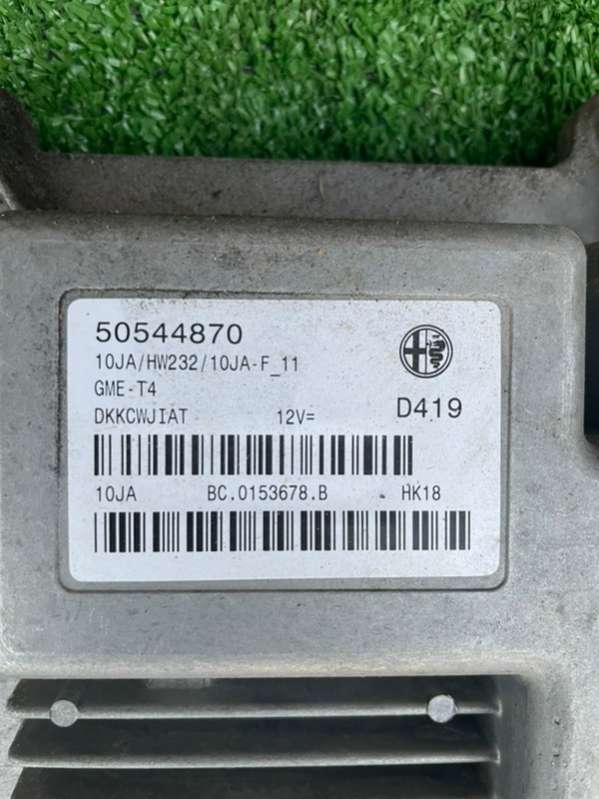 50544870
10JA/HW232/10JA-F_11
GME-T4
DKKCWJIAT 12V= D419
10JA BC.0153678.B HK18